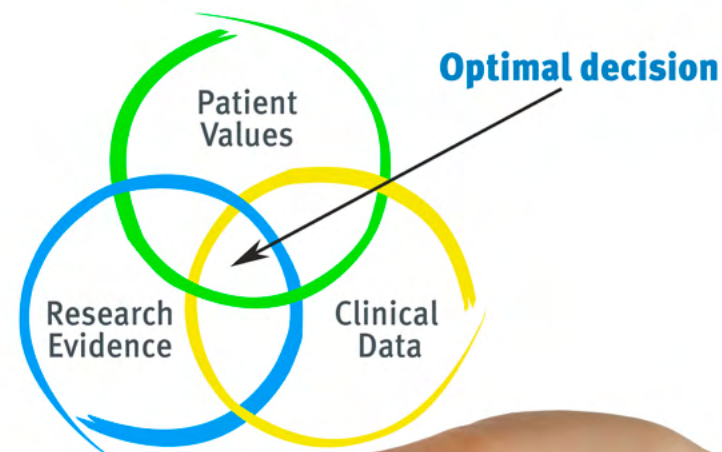 Optimal decision
Patient
Values
Research
Evidence
Clinical
Data